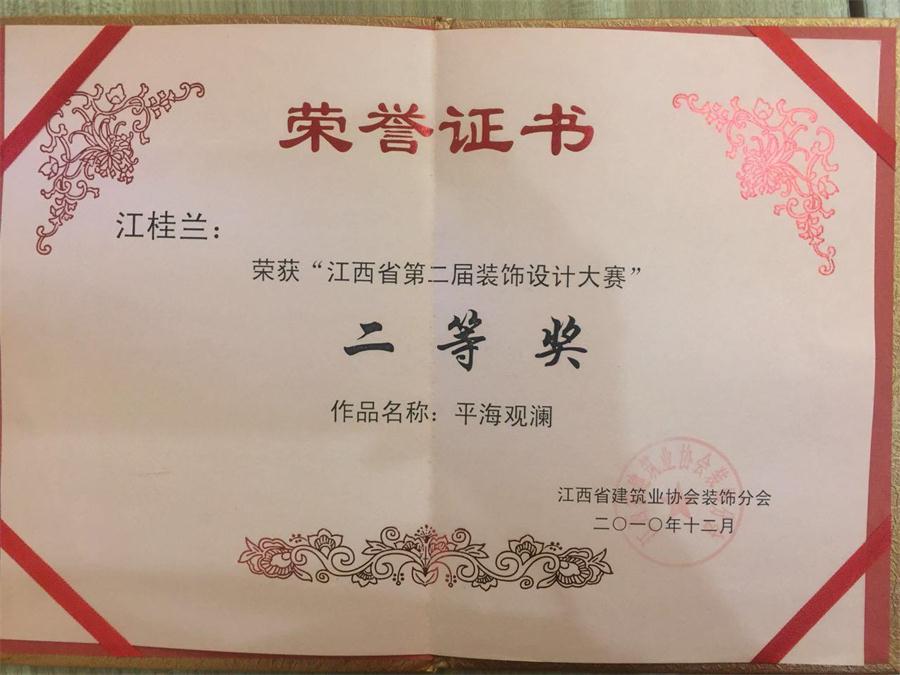 荣誉证书
江桂兰：
荣获“江西省第二届装饰设计大赛”
二等奖
作品名称：平海观澜
江西省建筑业协会装饰分会
二〇一〇年十二月